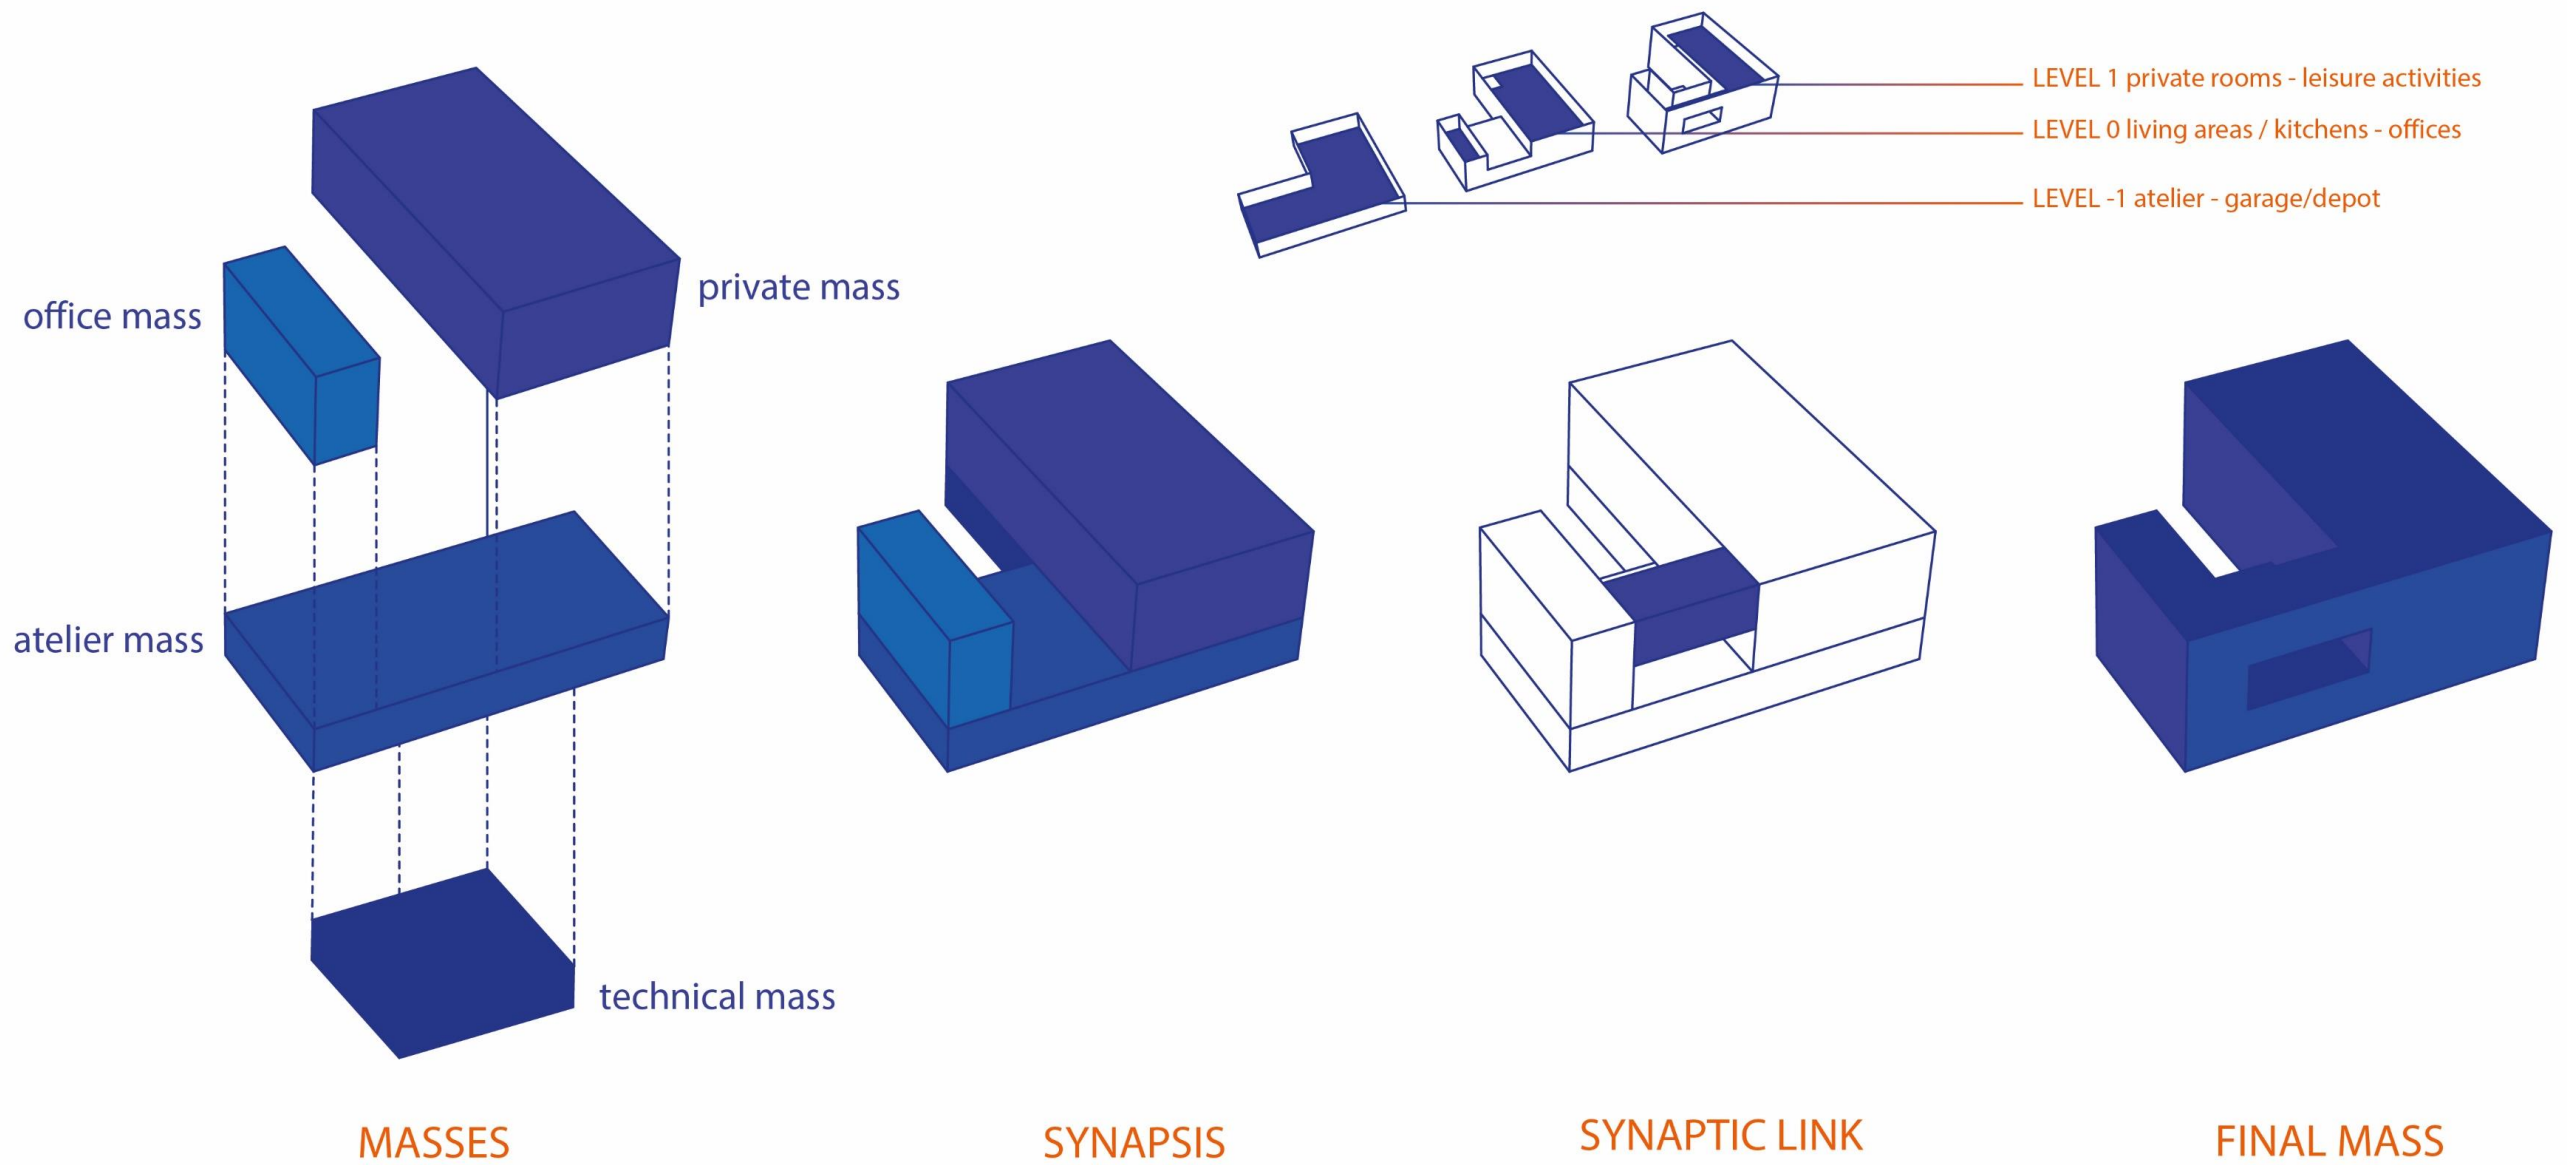 LEVEL 1 private rooms - leisure activities
LEVEL 0 living areas / kitchens - offices
LEVEL -1 atelier - garage/depot
private mass
office mass
atelier mass
technical mass
MASSES
SYNAPSIS
SYNAPTIC LINK
FINAL MASS